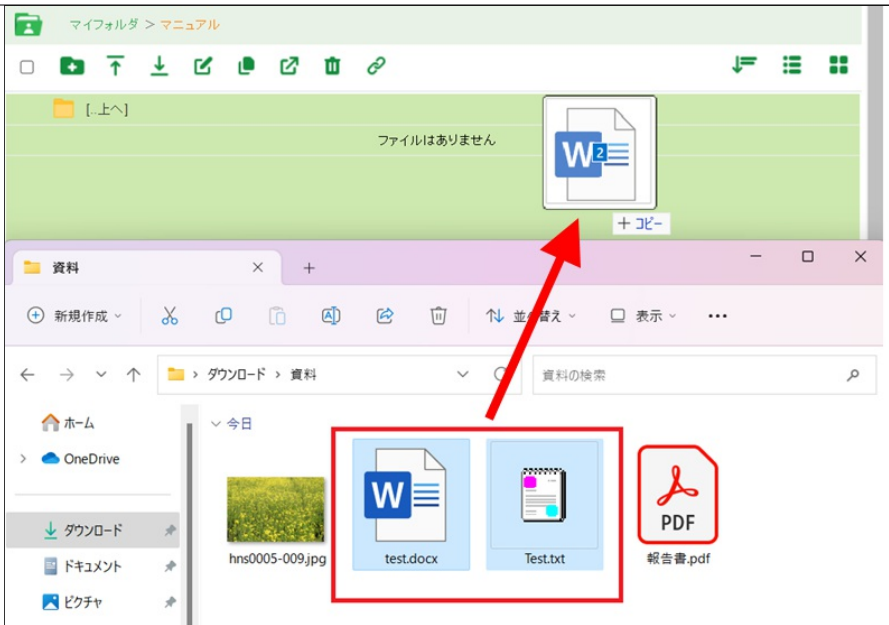 マイフォルダ > マニュアル
[..上へ]
ファイルはありません
W 2
+ コピー
資料
新規作成
並べ替え
表示
ダウンロード > 資料
資料の検索
ホーム
今日
OneDrive
W
PDF
ダウンロード
hns0005-009.jpg
test.docx
Test.txt
報告書.pdf
ドキュメント
ピクチャ